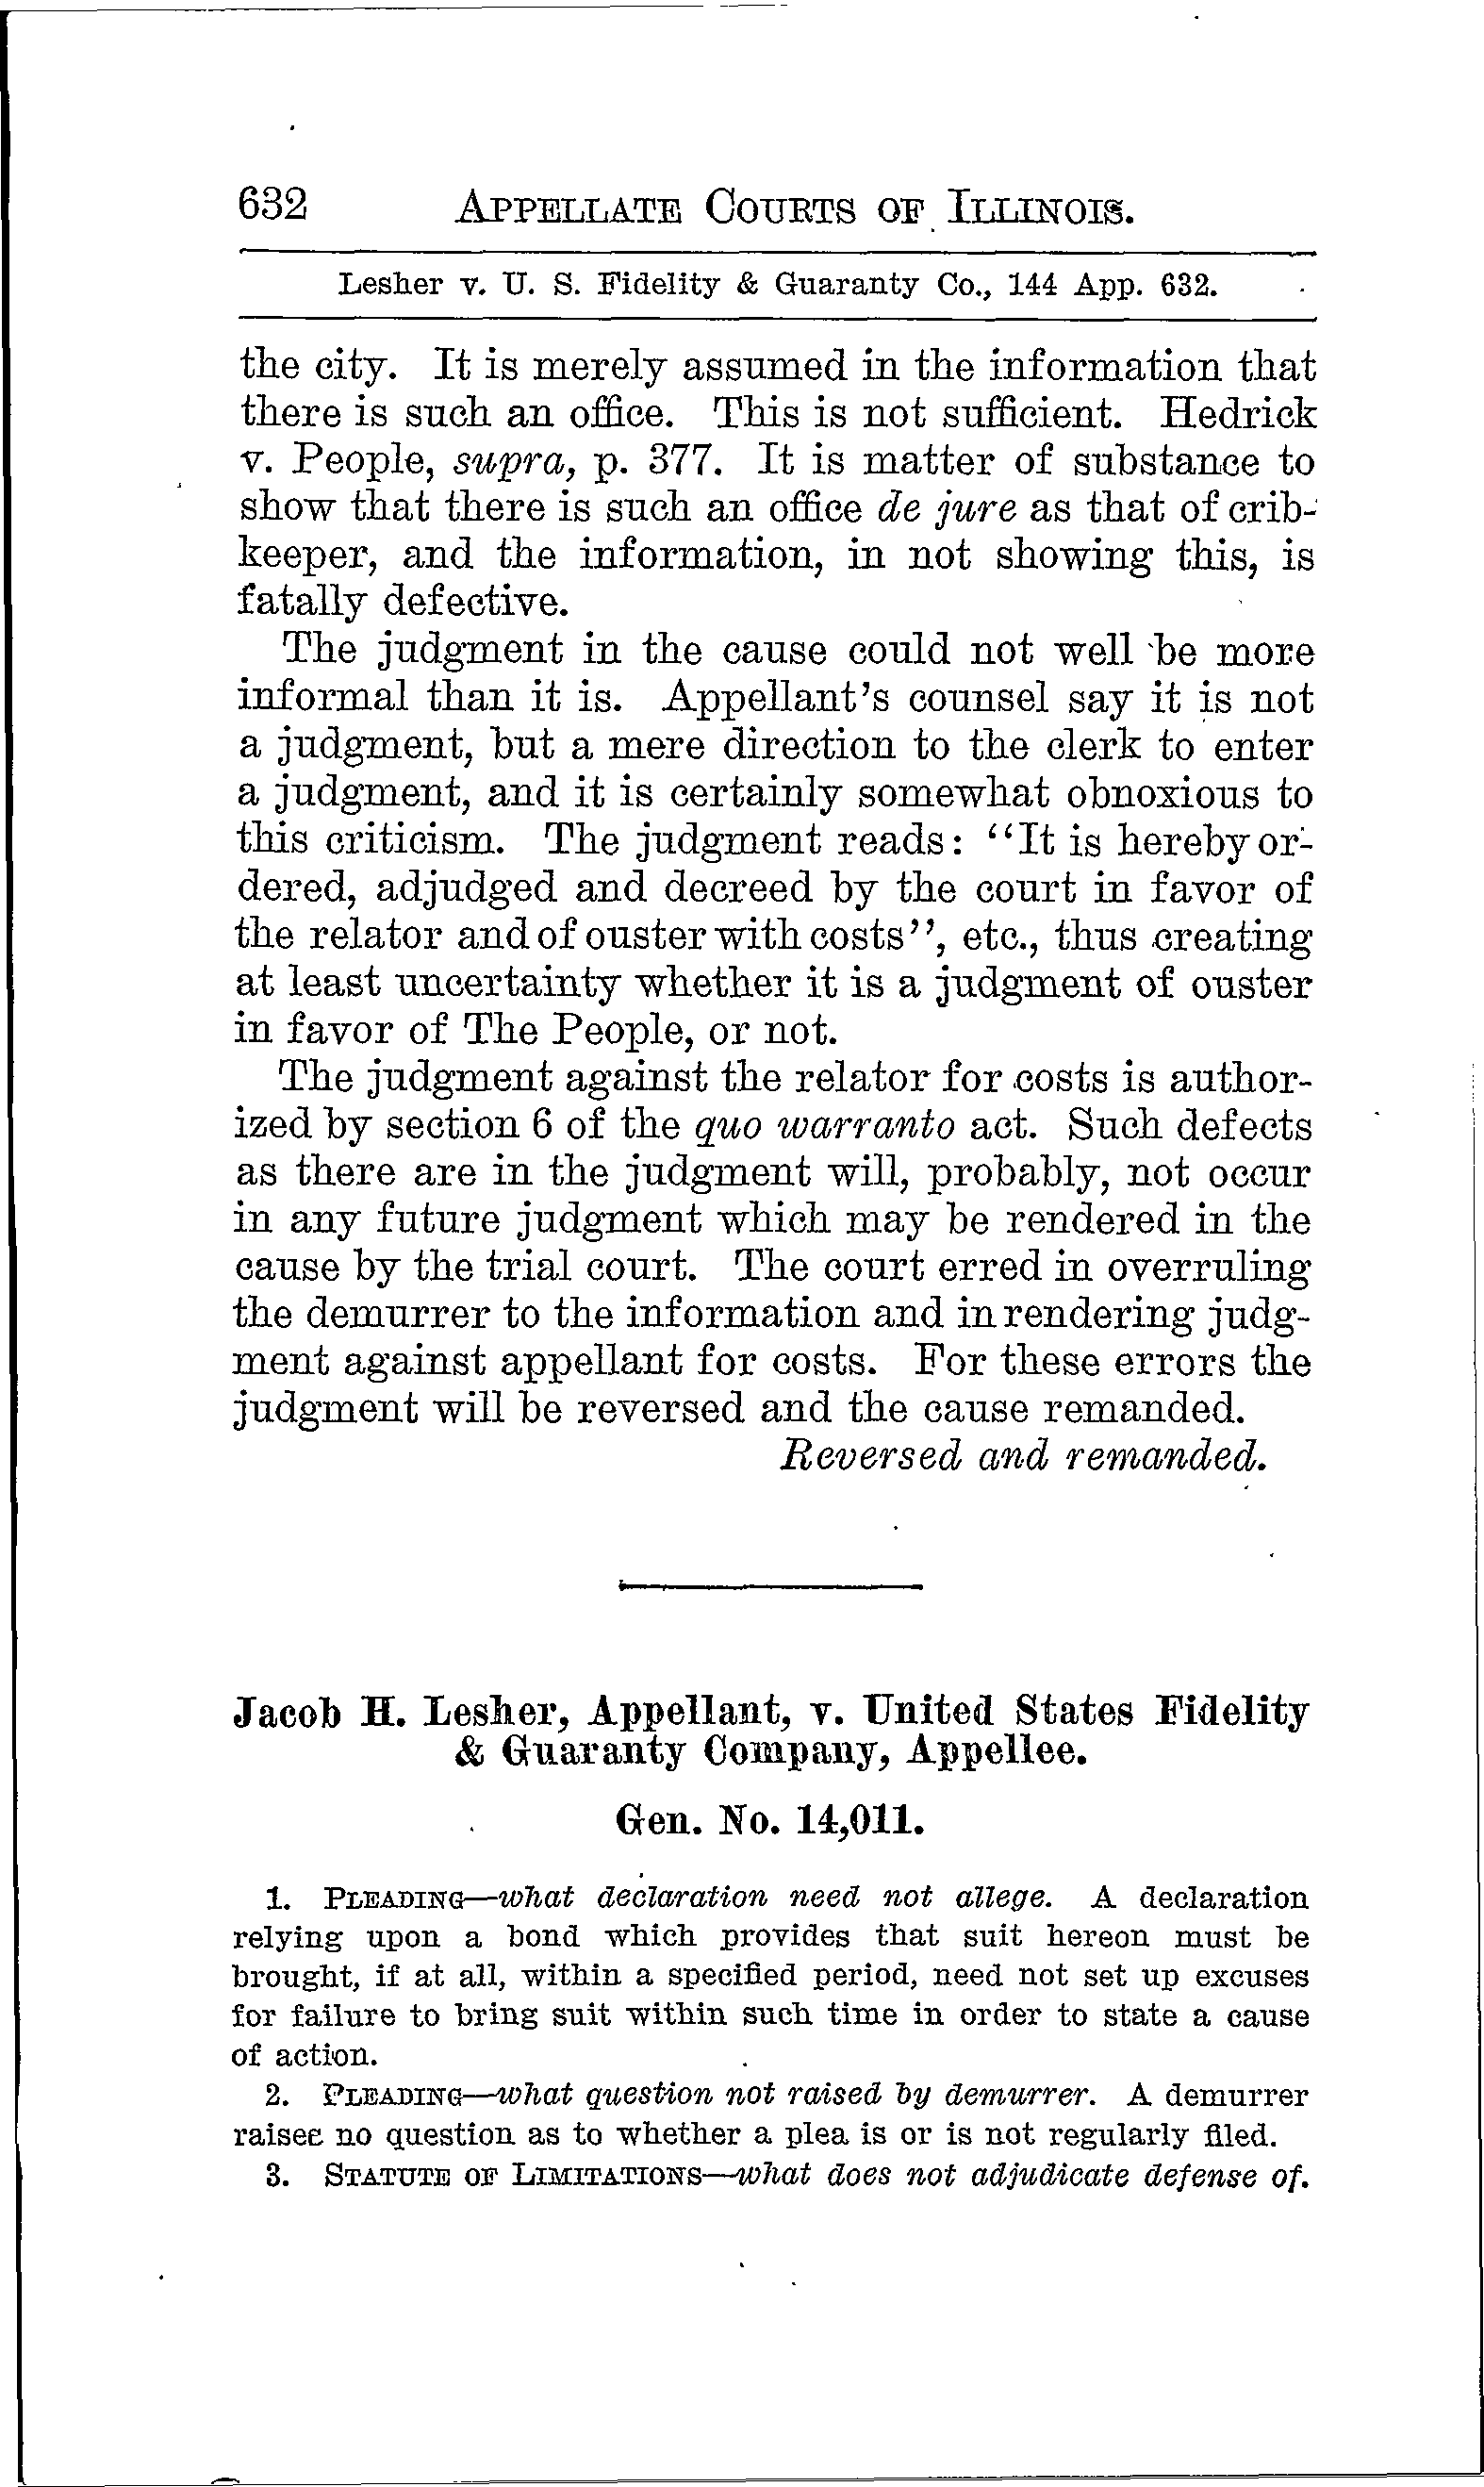 632 APPELLATE COURTS OF ILLINOIS.
Lesher v. U. S. Fidelity & Guaranty Co., 144 App. 632.
the city. It is merely assumed in the information that
there is such an office. This is not sufficient. Hedrick
v. People, supra, p. 377. It is matter of substance to
show that there is such an office de jure as that of crib-
keeper, and the information, in not showing this, is
fatally defective.
The judgment in the cause could not well be more
informal than it is. Appellant's counsel say it is not
a judgment, but a mere direction to the clerk to enter
a judgment, and it is certainly somewhat obnoxious to
this criticism. The judgment reads: "It is hereby or-
dered, adjudged and decreed by the court in favor of
the relator and of ouster with costs", etc., thus creating
at least uncertainty whether it is a judgment of ouster
in favor of The People, or not.
The judgment against the relator for costs is author-
ized by section 6 of the quo warranto act. Such defects
as there are in the judgment will, probably, not occur
in any future judgment which may be rendered in the
cause by the trial court. The court erred in overruling
the demurrer to the information and in rendering judg-
ment against appellant for costs. For these errors the
judgment will be reversed and the cause remanded.
Reversed and remanded.
Jacob H. Lesher, Appellant, v. United States Fidelity
& Guaranty Company, Appellee.
Gen. No. 14,011.
1. PLEADING—what declaration need not allege. A declaration
relying upon a bond which provides that suit hereon must be
brought, if at all, within a specified period, need not set up excuses
for failure to bring suit within such time in order to state a cause
of action.
2. PLEADING—what question not raised by demurrer. A demurrer
raises no question as to whether a plea is or is not regularly filed.
3. STATUTE OF LIMITATIONS—what does not adjudicate defense of.